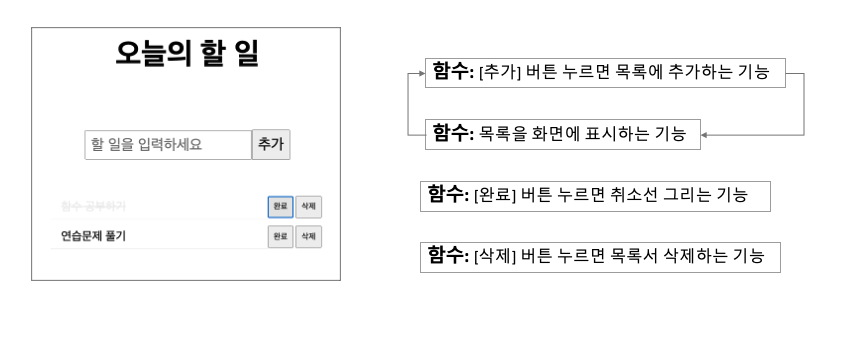 오늘의 할 일
할 일을 입력하세요 추가
함수 공부하기 완료 삭제
연습문제 풀기 완료 삭제
함수: [추가] 버튼 누르면 목록에 추가하는 기능
함수: 목록을 화면에 표시하는 기능
함수: [완료] 버튼 누르면 취소선 그리는 기능
함수: [삭제] 버튼 누르면 목록서 삭제하는 기능